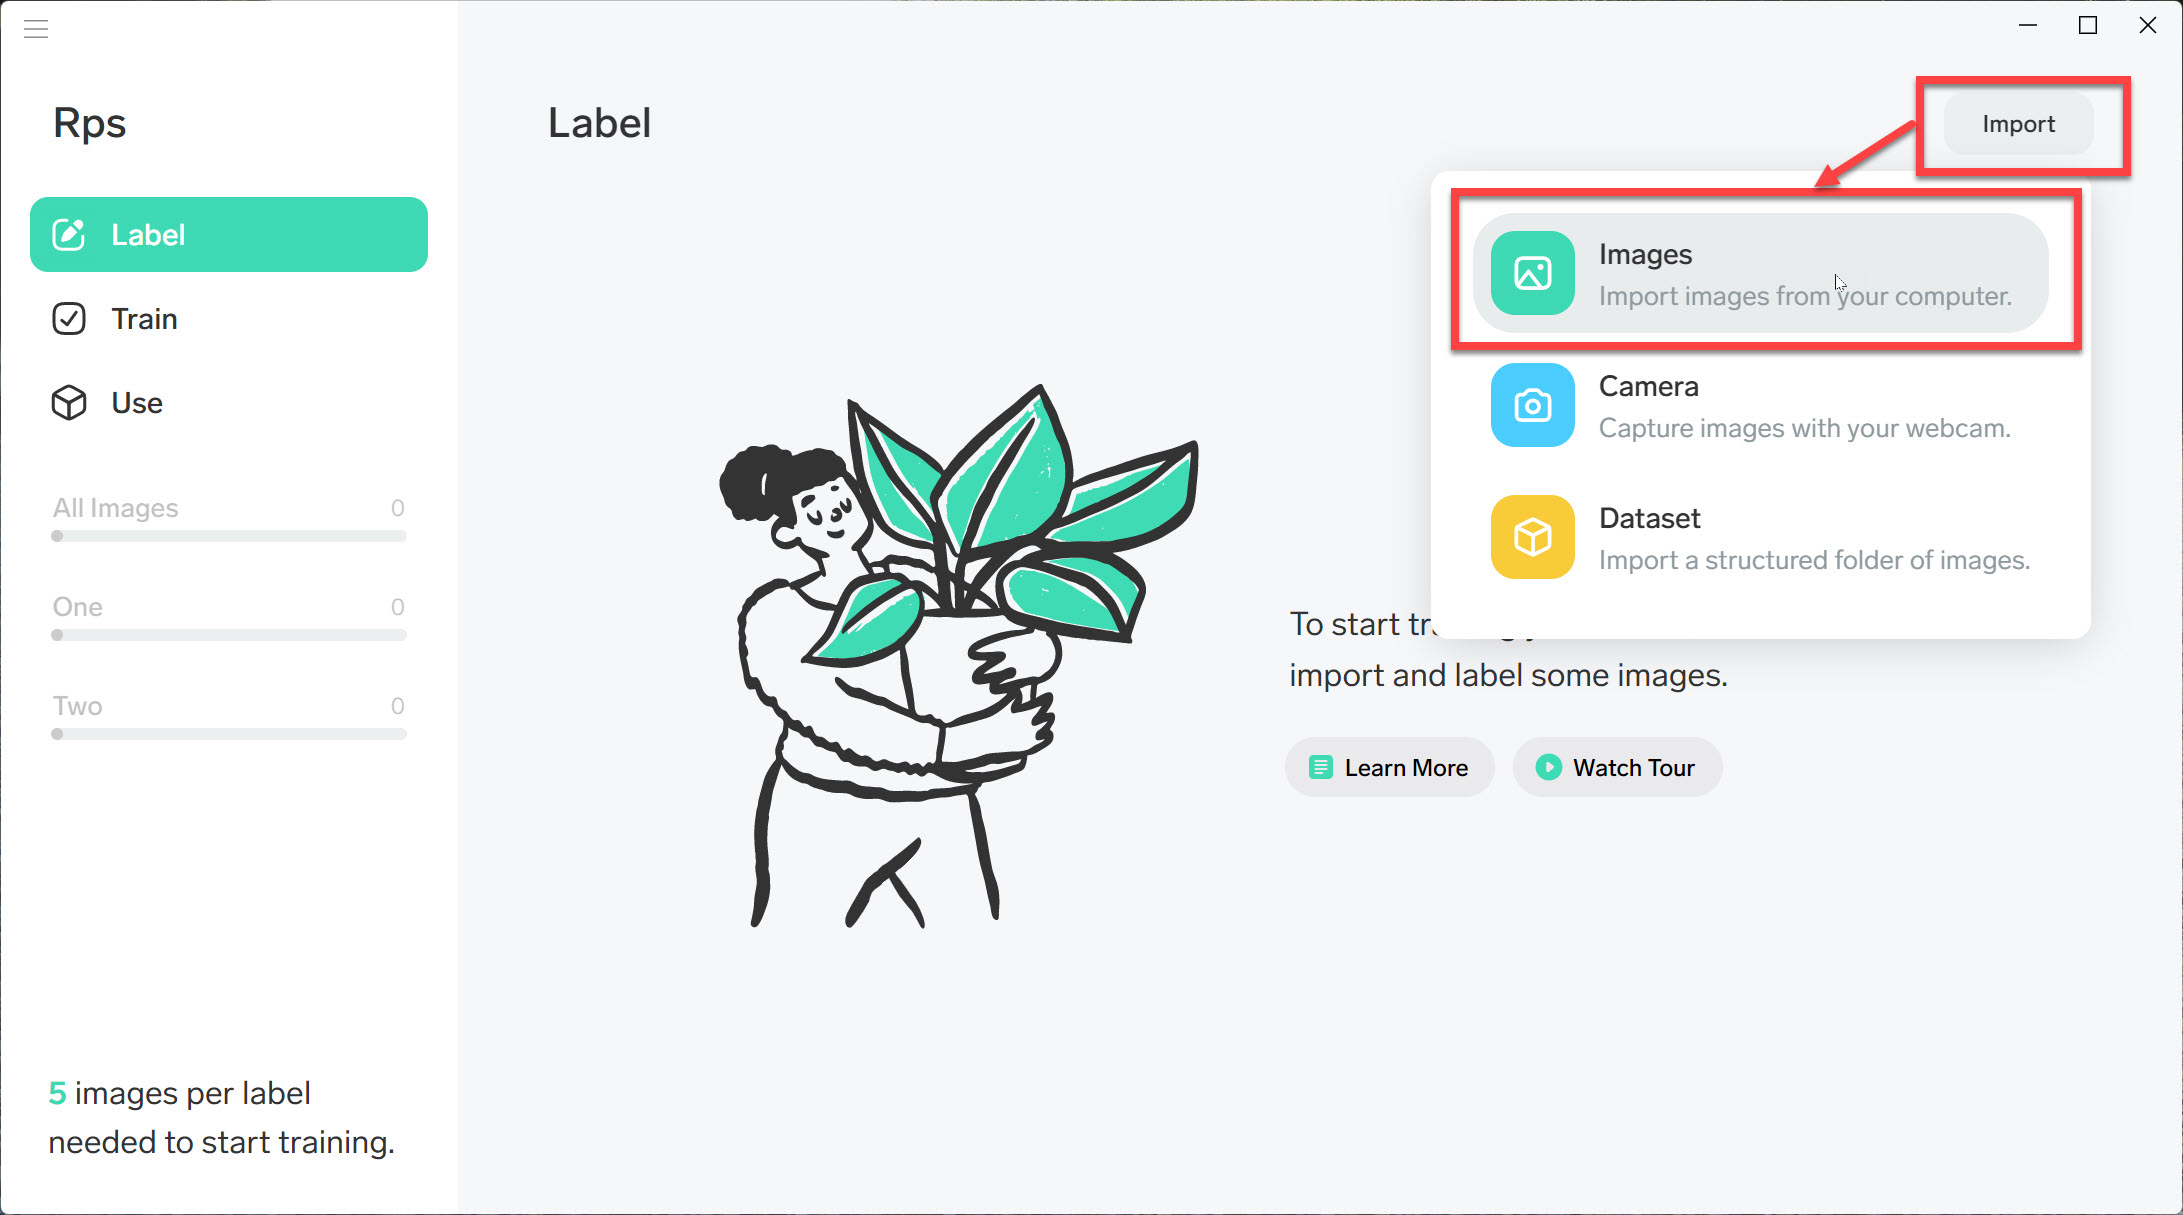 Rps
Label
Train
Use
All Images 0
One 0
Two 0
5 images per label
needed to start training.
Label
Import
Images
Import images from your computer.
Camera
Capture images with your webcam.
Dataset
Import a structured folder of images.
To start
import and label some images.
Learn More
Watch Tour